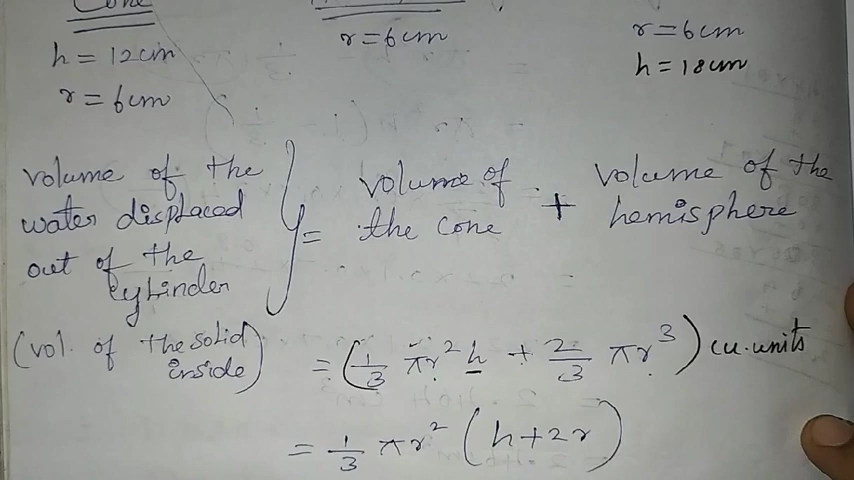 Cone
h = 12cm
r = 6cm
r = 6cm
r = 6cm
h = 18cm
volume of the
water displaced
out of the
cylinder
=
volume of
the cone
+
volume of the
hemisphere
(vol. of the solid
inside)
= (1/3 πr² h + 2/3 πr³) cu.units
= 1/3 πr² (h+2r)